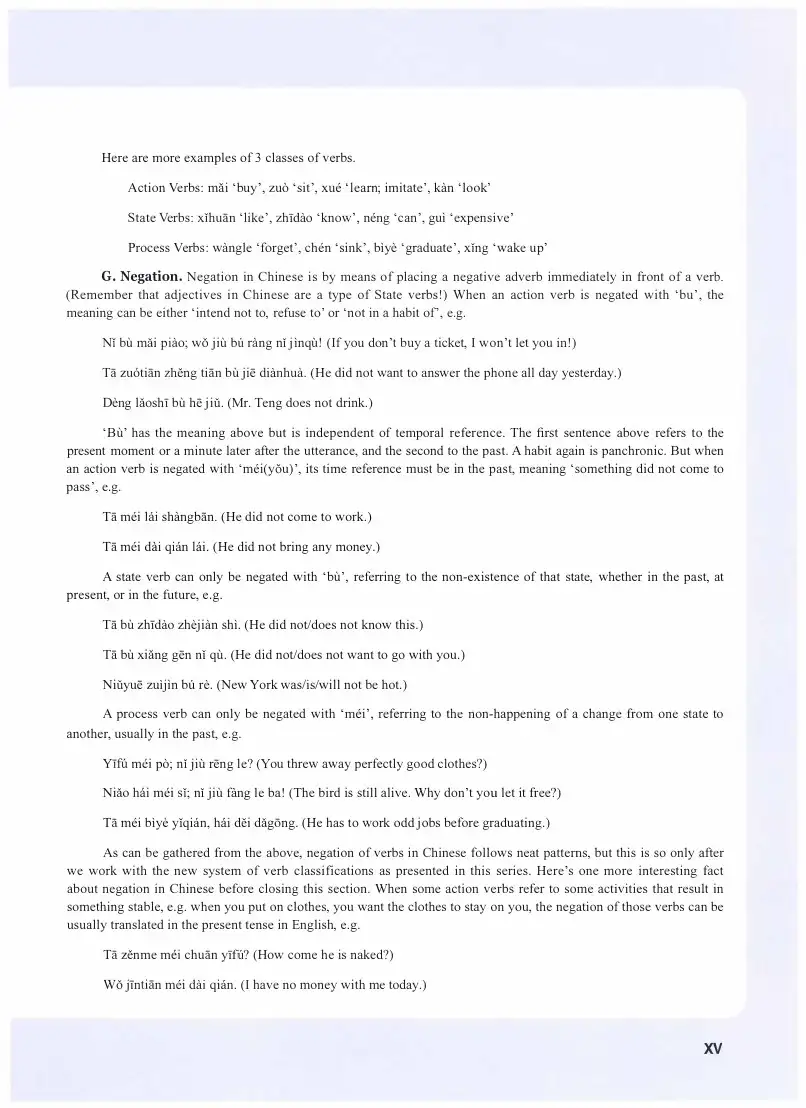 Here are more examples of 3 classes of verbs.
Action Verbs: mǎi ‘buy’, zuò ‘sit’, xué ‘learn; imitate’, kàn ‘look’
State Verbs: xǐhuān ‘like’, zhīdào ‘know’, néng ‘can’, guì ‘expensive’
Process Verbs: wàngle ‘forget’, chén ‘sink’, bìyè ‘graduate’, xǐng ‘wake up’
G. Negation. Negation in Chinese is by means of placing a negative adverb immediately in front of a verb.
(Remember that adjectives in Chinese are a type of State verbs!) When an action verb is negated with ‘bu’, the
meaning can be either ‘intend not to, refuse to’ or ‘not in a habit of’, e.g.
Nǐ bù mǎi piào; wǒ jiù bú ràng nǐ jìnqù! (If you don’t buy a ticket, I won’t let you in!)
Tā zuótiān zhěng tiān bù jiē diànhuà. (He did not want to answer the phone all day yesterday.)
Dèng lǎoshī bù hē jiǔ. (Mr. Teng does not drink.)
‘Bù’ has the meaning above but is independent of temporal reference. The first sentence above refers to the
present moment or a minute later after the utterance, and the second to the past. A habit again is panchronic. But when
an action verb is negated with ‘méi(yǒu)’, its time reference must be in the past, meaning ‘something did not come to
pass’, e.g.
Tā méi lái shàngbān. (He did not come to work.)
Tā méi dài qián lái. (He did not bring any money.)
A state verb can only be negated with ‘bù’, referring to the non-existence of that state, whether in the past, at
present, or in the future, e.g.
Tā bù zhīdào zhèjiàn shì. (He did not/does not know this.)
Tā bù xiǎng gēn nǐ qù. (He did not/does not want to go with you.)
Niǔyuē zuìjìn bú rè. (New York was/is/will not be hot.)
A process verb can only be negated with ‘méi’, referring to the non-happening of a change from one state to
another, usually in the past, e.g.
Yīfú méi pò; nǐ jiù rēng le? (You threw away perfectly good clothes?)
Niǎo hái méi sǐ; nǐ jiù fàng le ba! (The bird is still alive. Why don’t you let it free?)
Tā méi bìyè yǐqián, hái děi dǎgōng. (He has to work odd jobs before graduating.)
As can be gathered from the above, negation of verbs in Chinese follows neat patterns, but this is so only after
we work with the new system of verb classifications as presented in this series. Here’s one more interesting fact
about negation in Chinese before closing this section. When some action verbs refer to some activities that result in
something stable, e.g. when you put on clothes, you want the clothes to stay on you, the negation of those verbs can be
usually translated in the present tense in English, e.g.
Tā zěnme méi chuān yīfú? (How come he is naked?)
Wǒ jīntiān méi dài qián. (I have no money with me today.)
XV